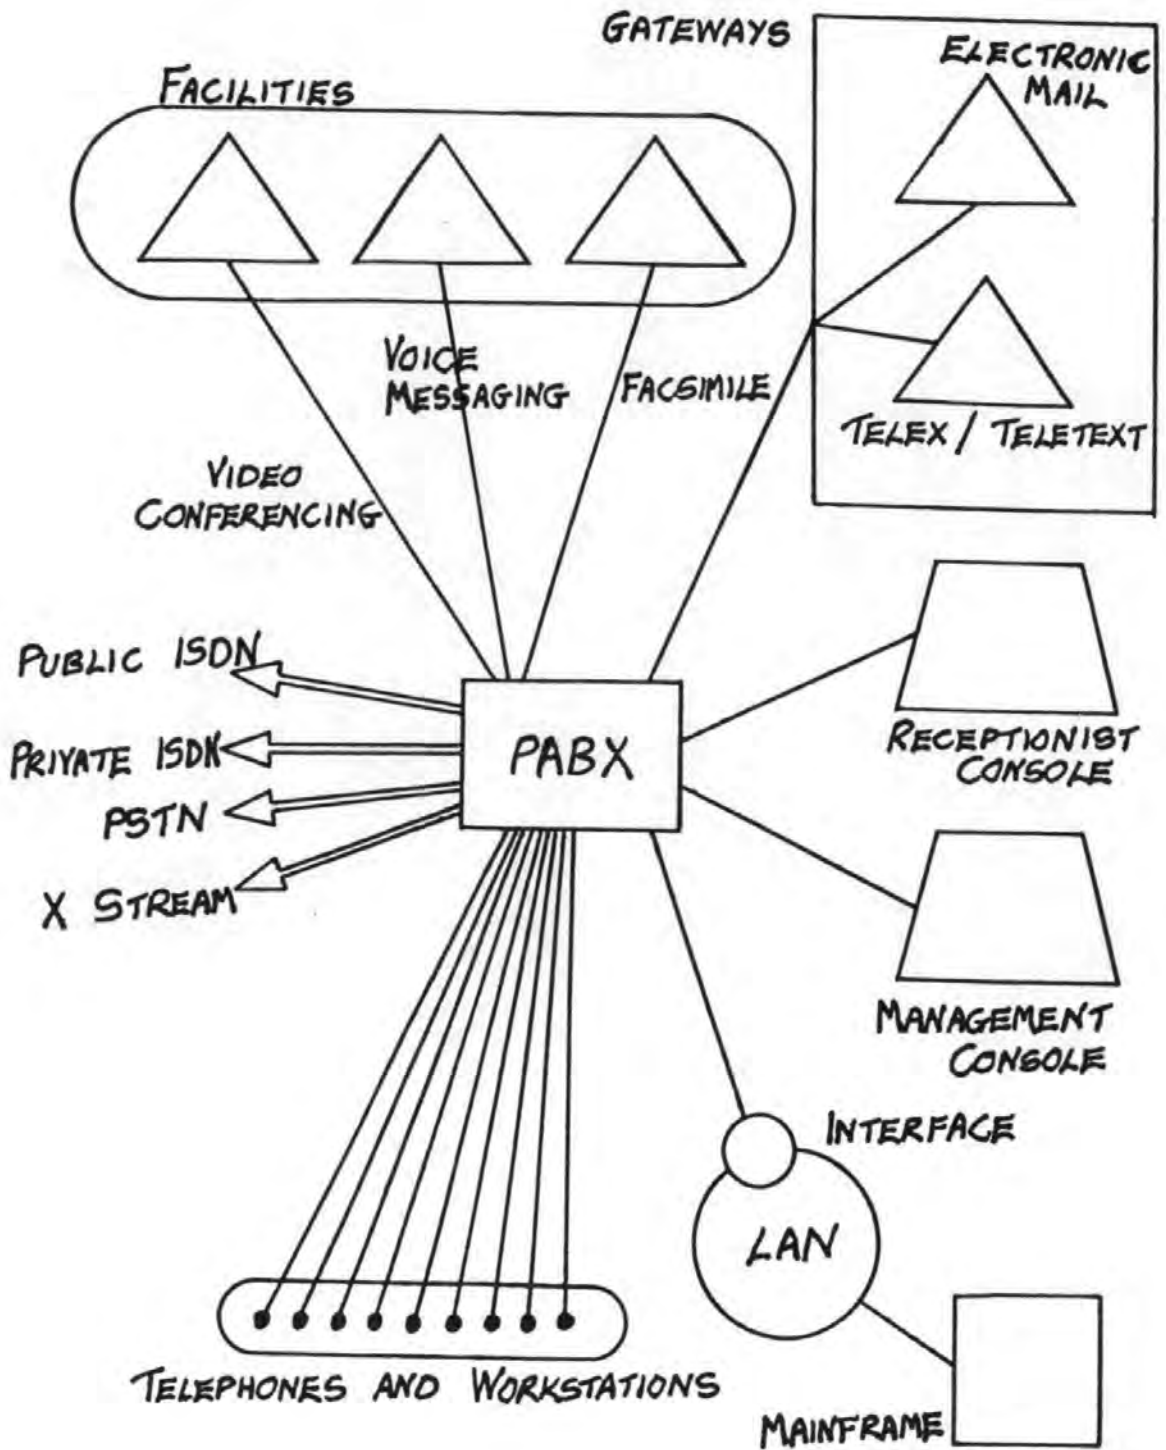 GATEWAYS
ELECTRONIC
MAIL
FACILITIES
VOICE
MESSAGING
FACSIMILE
TELEX / TELETEXT
VIDEO
CONFERENCING
PUBLIC ISDN
PRIVATE ISDN
PSTN
X STREAM
PABX
RECEPTIONIST
CONSOLE
MANAGEMENT
CONSOLE
INTERFACE
LAN
TELEPHONES AND WORKSTATIONS
MAINFRAME